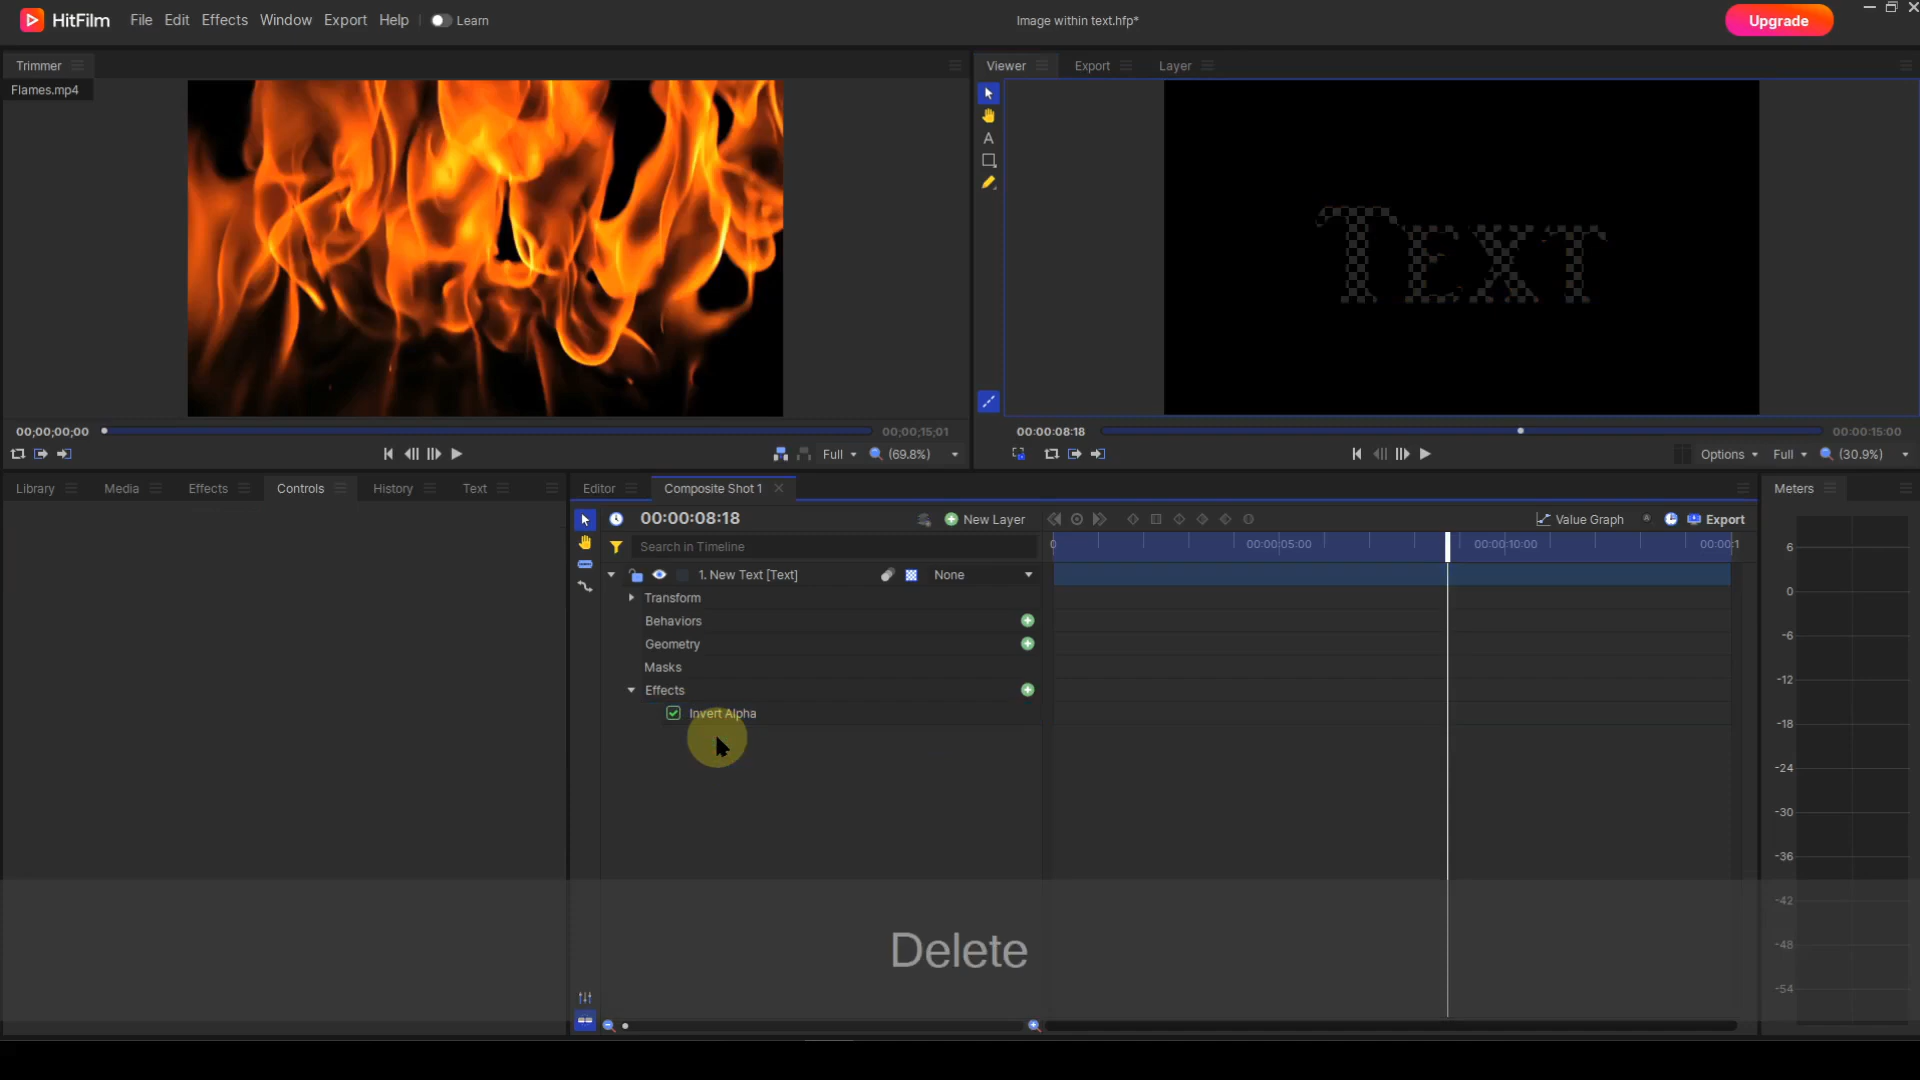 HitFilm File Edit Effects Window Export Help Learn Image within text.hfp* Upgrade
Trimmer Viewer Export Layer
Flames.mp4
A
TEXT
00;00;00;00 00;00;15;01 00:00:08:18 00:00:15:00
Full (69.8%) Options Full (30.9%)
Library Media Effects Controls History Text Editor Composite Shot 1 Meters
00:00:08:18 New Layer Value Graph Export
Search in Timeline 0 00:00:05:00 00:00:10:00 00:00:1
6
1. New Text [Text] None
0
Transform
Behaviors
-6
Geometry
Masks
-12
Effects
Invert Alpha
-18
-24
-30
-36
-42
Delete
-48
-54